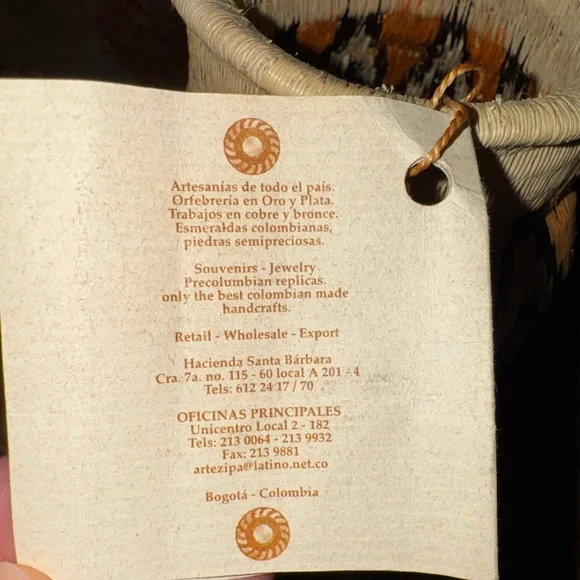 Artesanías de todo el país.
Orfebrería en Oro y Plata.
Trabajos en cobre y bronce.
Esmeraldas colombianas,
piedras semipreciosas.
Souvenirs - Jewelry
Precolumbian replicas.
only the best colombian made
handcrafts.
Retail - Wholesale - Export
Hacienda Santa Bárbara
Cra. 7a. no. 115 - 60 local A 201 - 4
Tels: 612 24 17 / 70
OFICINAS PRINCIPALES
Unicentro Local 2 - 182
Tels: 213 0064 - 213 9932
Fax: 213 9881
artezipa@latino.net.co
Bogotá - Colombia